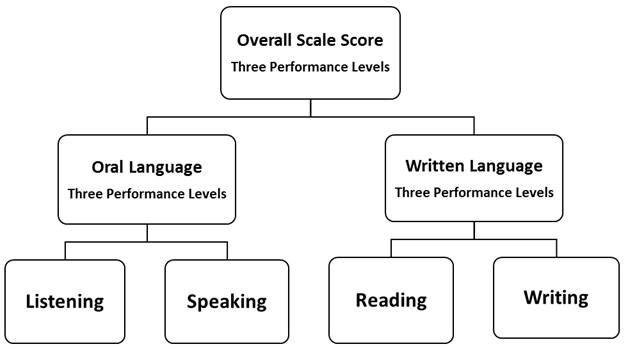 Overall Scale Score
Three Performance Levels
Oral Language
Three Performance Levels
Written Language
Three Performance Levels
Listening
Speaking
Reading
Writing